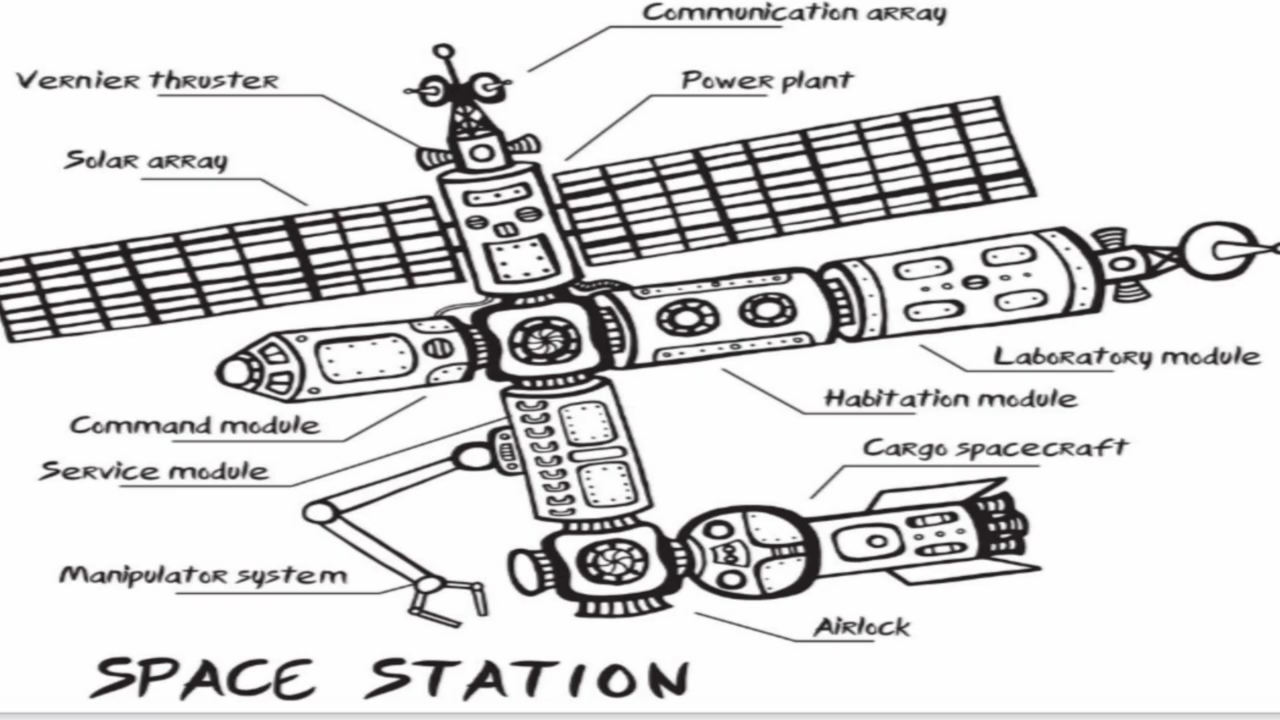 Communication array
Vernier thruster
Power plant
Solar array
Laboratory module
Habitation module
Command module
Cargo spacecraft
Service module
Manipulator system
Airlock
SPACE STATION